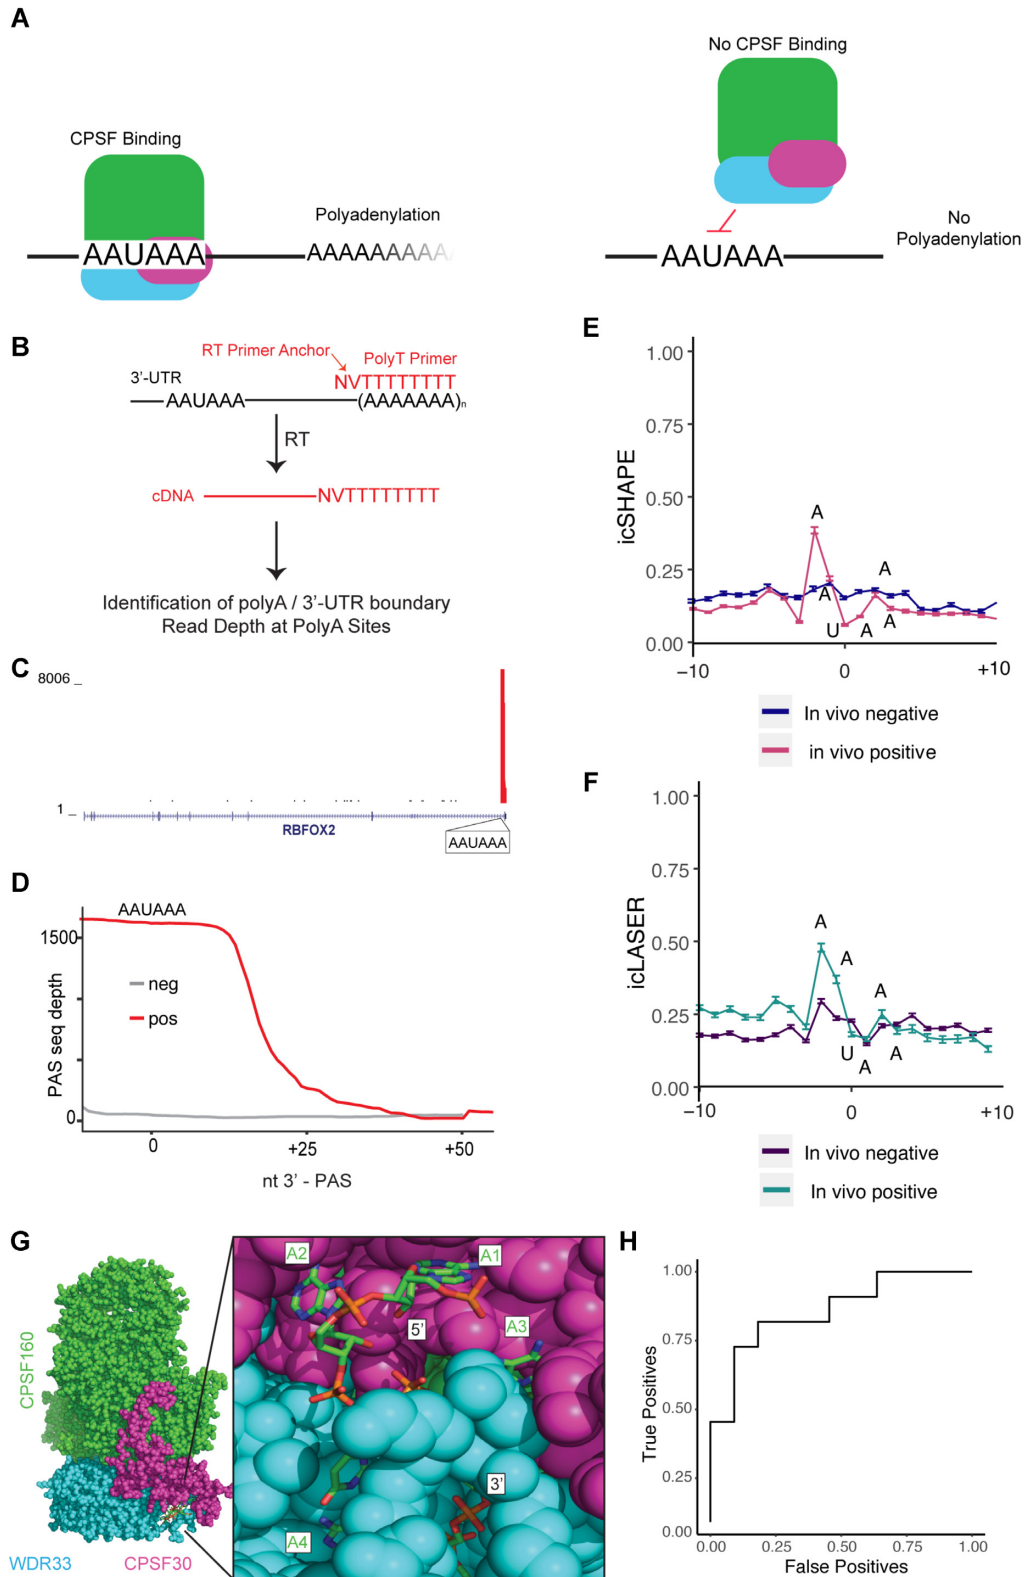 A
No CPSF Binding
CPSF Binding
Polyadenylation
AAUAAA
AAAAAAAAAA
AAUAAA
No
Polyadenylation
B
RT Primer Anchor
PolyT Primer
NVTTTTTTTT
3'-UTR
AAUAAA
(AAAAAAA)n
RT
cDNA
NVTTTTTTTT
Identification of polyA / 3'-UTR boundary
Read Depth at PolyA Sites
C
8006
1
RBFOX2
AAUAAA
D
AAUAAA
1500
0
PAS seq depth
neg
pos
0
+25
+50
nt 3' - PAS
E
1.00
0.75
0.50
0.25
0.00
icSHAPE
A
A
U
A
A
A
−10
0
+10
In vivo negative
in vivo positive
F
1.00
0.75
0.50
0.25
0.00
icLASER
A
A
U
A
A
A
−10
0
+10
In vivo negative
In vivo positive
G
CPSF160
WDR33
CPSF30
A2
A1
5'
A3
3'
A4
H
1.00
0.75
0.50
0.25
0.00
True Positives
0.00
0.25
0.50
0.75
1.00
False Positives